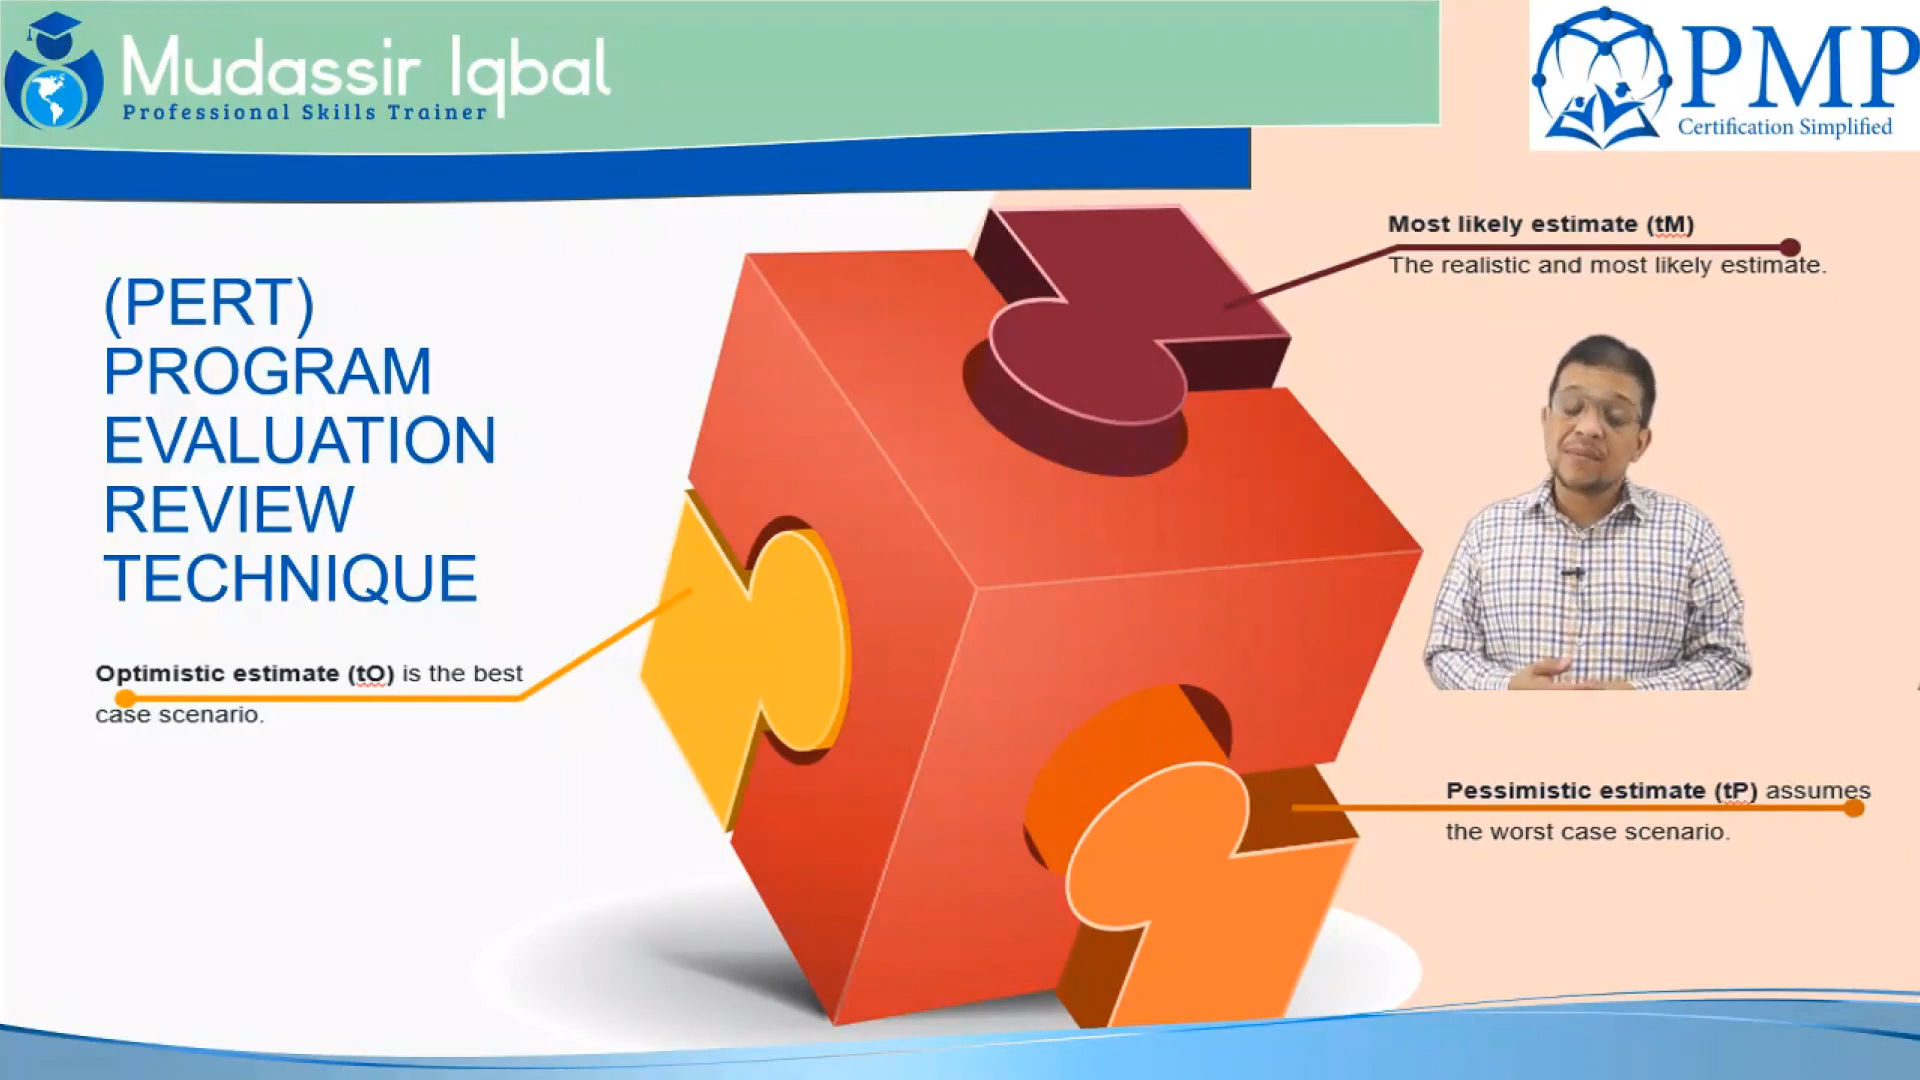 Mudassir Iqbal
Professional Skills Trainer
PMP
Certification Simplified
(PERT)
PROGRAM
EVALUATION
REVIEW
TECHNIQUE
Most likely estimate (tM)
The realistic and most likely estimate.
Optimistic estimate (tO) is the best
case scenario.
Pessimistic estimate (tP) assumes
the worst case scenario.